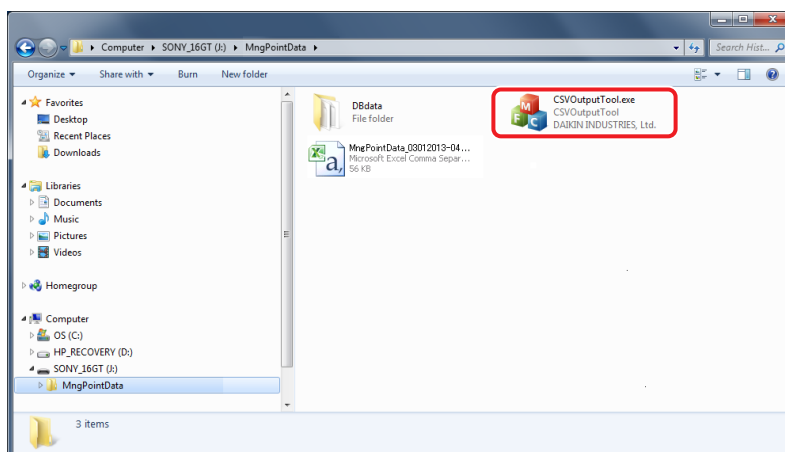 Computer ▸ SONY_16GT (J:) ▸ MngPointData ▸
Search Hist...
Organize Share with Burn New folder
Favorites
Desktop
Recent Places
Downloads
Libraries
Documents
Music
Pictures
Videos
Homegroup
Computer
OS (C:)
HP_RECOVERY (D:)
SONY_16GT (J:)
MngPointData
DBdata
File folder
CSVOutputTool.exe
CSVOutputTool
DAIKIN INDUSTRIES, Ltd.
MngPointData_03012013-04...
Microsoft Excel Comma Separ...
56 KB
3 items